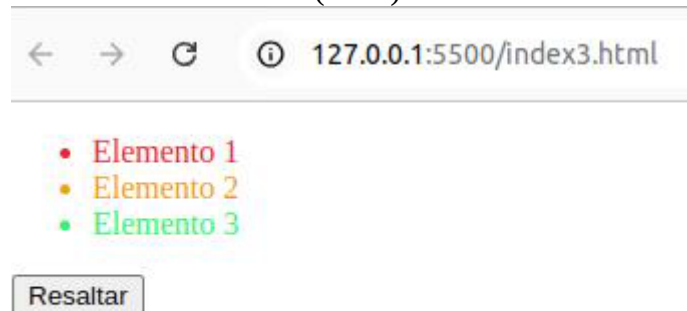 127.0.0.1:5500/index3.html
Elemento 1
Elemento 2
Elemento 3
Resaltar